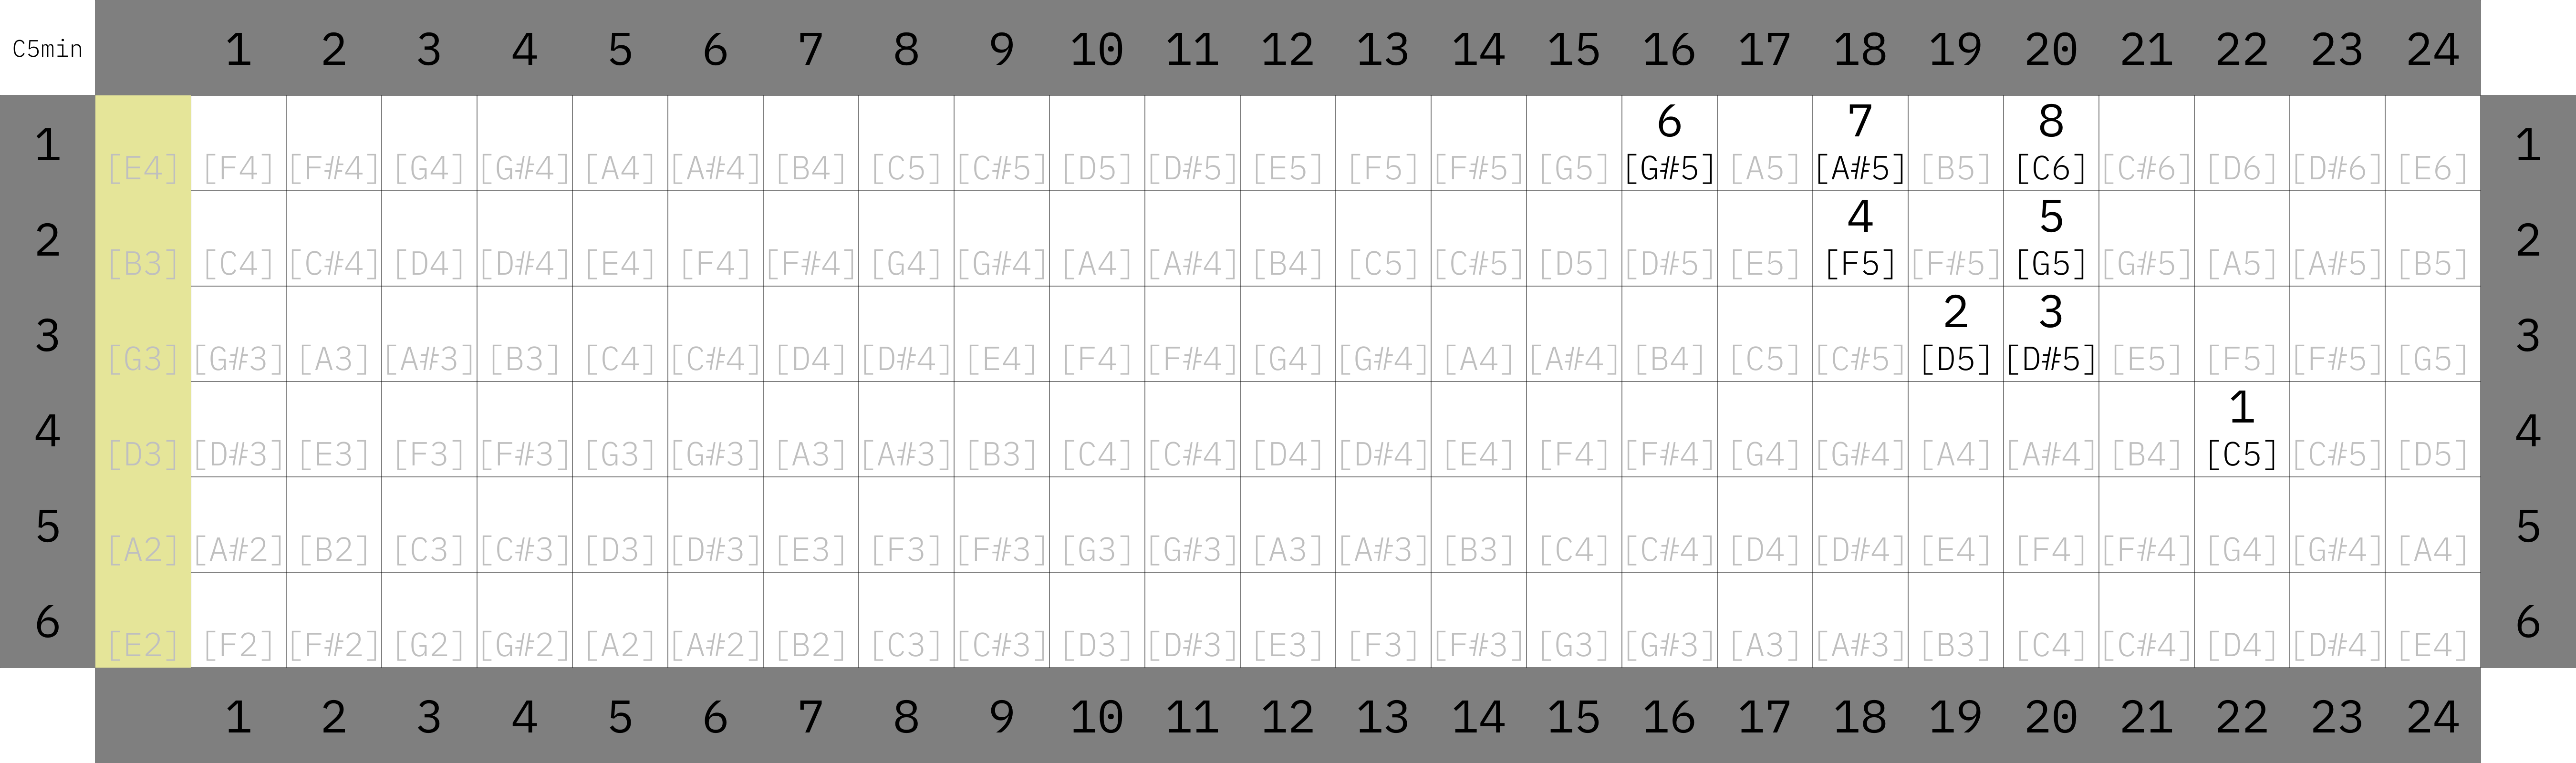 C5min 1 2 3 4 5 6 7 8 9 10 11 12 13 14 15 16 17 18 19 20 21 22 23 24
6 7 8
1 [E4] [F4] [F#4] [G4] [G#4] [A4] [A#4] [B4] [C5] [C#5] [D5] [D#5] [E5] [F5] [F#5] [G5] [G#5] [A5] [A#5] [B5] [C6] [C#6] [D6] [D#6] [E6] 1
4 5
2 [B3] [C4] [C#4] [D4] [D#4] [E4] [F4] [F#4] [G4] [G#4] [A4] [A#4] [B4] [C5] [C#5] [D5] [D#5] [E5] [F5] [F#5] [G5] [G#5] [A5] [A#5] [B5] 2
2 3
3 [G3] [G#3] [A3] [A#3] [B3] [C4] [C#4] [D4] [D#4] [E4] [F4] [F#4] [G4] [G#4] [A4] [A#4] [B4] [C5] [C#5] [D5] [D#5] [E5] [F5] [F#5] [G5] 3
1
4 [D3] [D#3] [E3] [F3] [F#3] [G3] [G#3] [A3] [A#3] [B3] [C4] [C#4] [D4] [D#4] [E4] [F4] [F#4] [G4] [G#4] [A4] [A#4] [B4] [C5] [C#5] [D5] 4
5 [A2] [A#2] [B2] [C3] [C#3] [D3] [D#3] [E3] [F3] [F#3] [G3] [G#3] [A3] [A#3] [B3] [C4] [C#4] [D4] [D#4] [E4] [F4] [F#4] [G4] [G#4] [A4] 5
6 [E2] [F2] [F#2] [G2] [G#2] [A2] [A#2] [B2] [C3] [C#3] [D3] [D#3] [E3] [F3] [F#3] [G3] [G#3] [A3] [A#3] [B3] [C4] [C#4] [D4] [D#4] [E4] 6
1 2 3 4 5 6 7 8 9 10 11 12 13 14 15 16 17 18 19 20 21 22 23 24